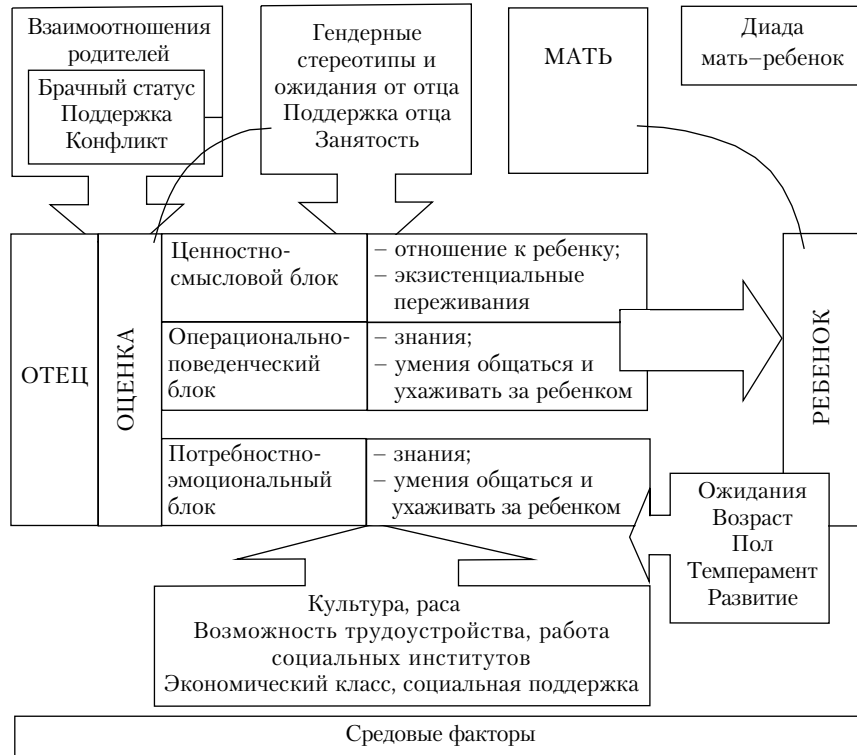 Взаимоотношения
родителей
Брачный статус
Поддержка
Конфликт
Гендерные
стереотипы и
ожидания от отца
Поддержка отца
Занятость
МАТЬ
Диада
мать–ребенок
ОТЕЦ
ОЦЕНКА
Ценностно-
смысловой блок
– отношение к ребенку;
– экзистенциальные
переживания
Операционально-
поведенческий
блок
– знания;
– умения общаться и
ухаживать за ребенком
Потребностно-
эмоциональный
блок
– знания;
– умения общаться и
ухаживать за ребенком
РЕБЕНОК
Ожидания
Возраст
Пол
Темперамент
Развитие
Культура, раса
Возможность трудоустройства, работа
социальных институтов
Экономический класс, социальная поддержка
Средовые факторы